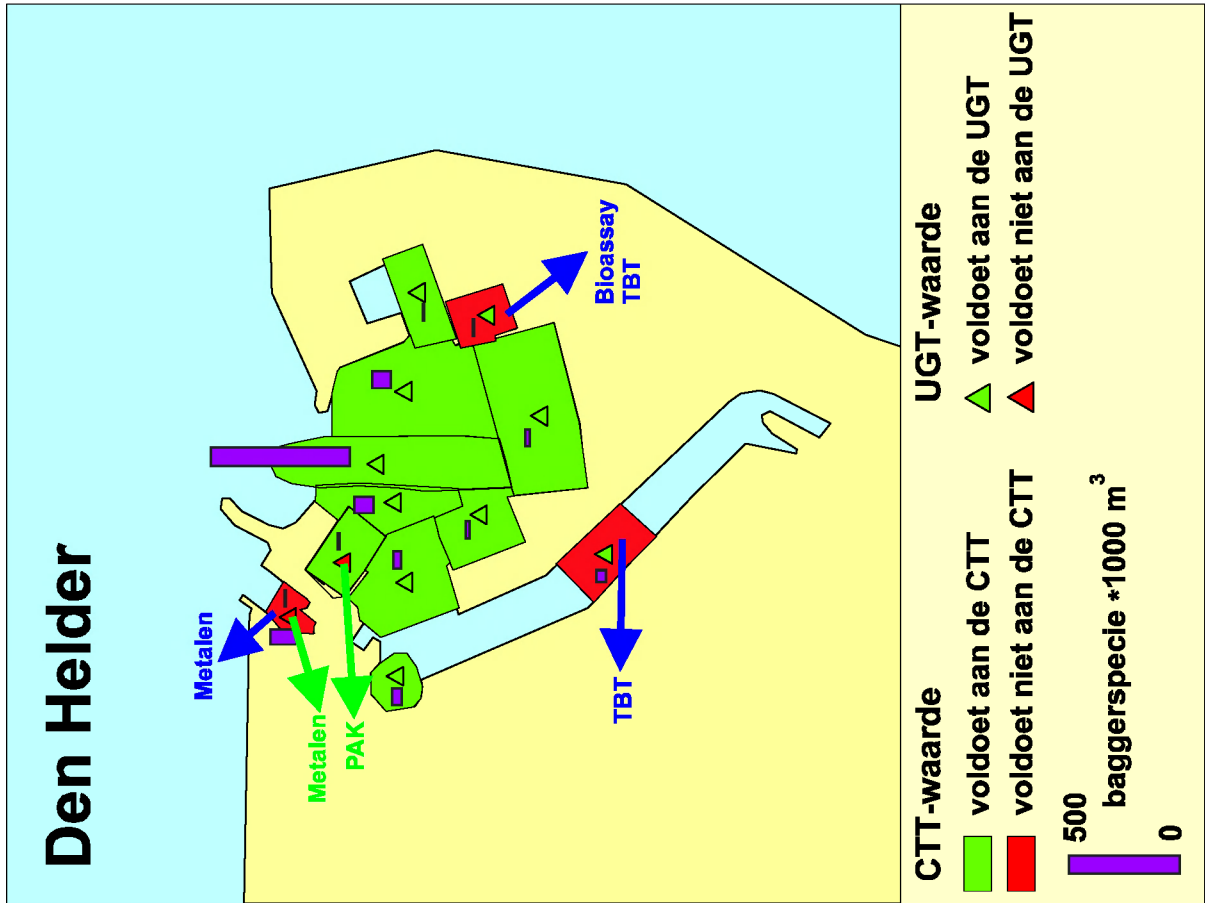 Den Helder
Metalen
Metalen
PAK
TBT
Bioassay
TBT
CTT-waarde
voldoet aan de CTT
voldoet niet aan de CTT
UGT-waarde
voldoet aan de UGT
voldoet niet aan de UGT
500
0
baggerspecie *1000 m³